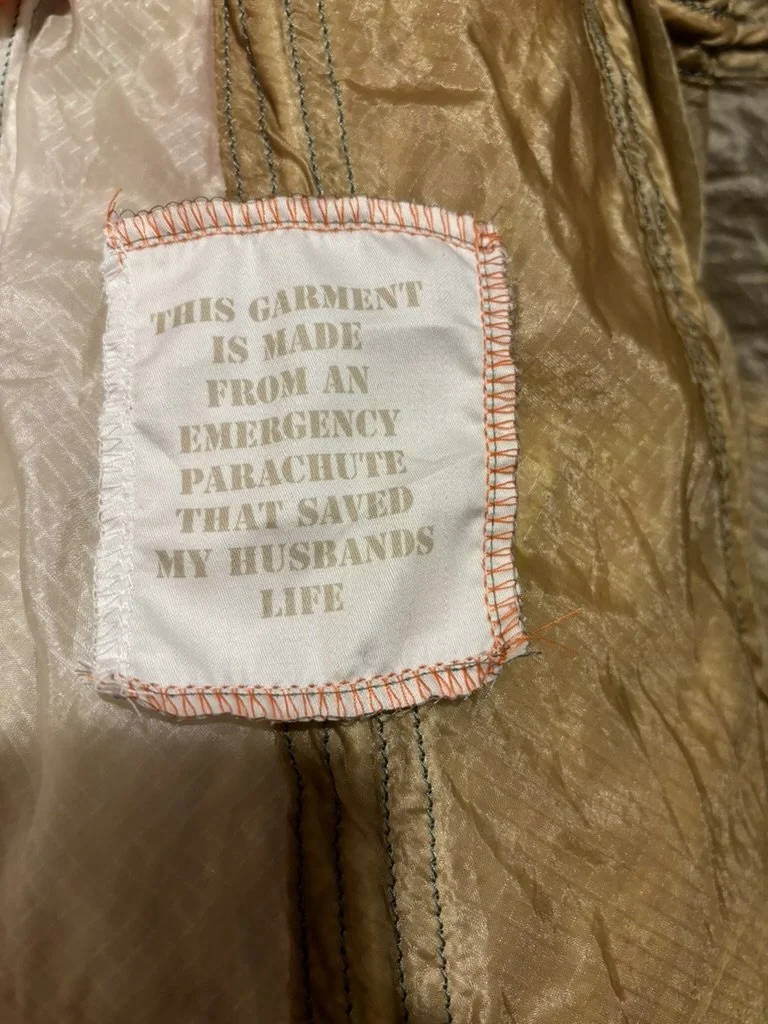 THIS GARMENT
IS MADE
FROM AN
EMERGENCY
PARACHUTE
THAT SAVED
MY HUSBANDS
LIFE